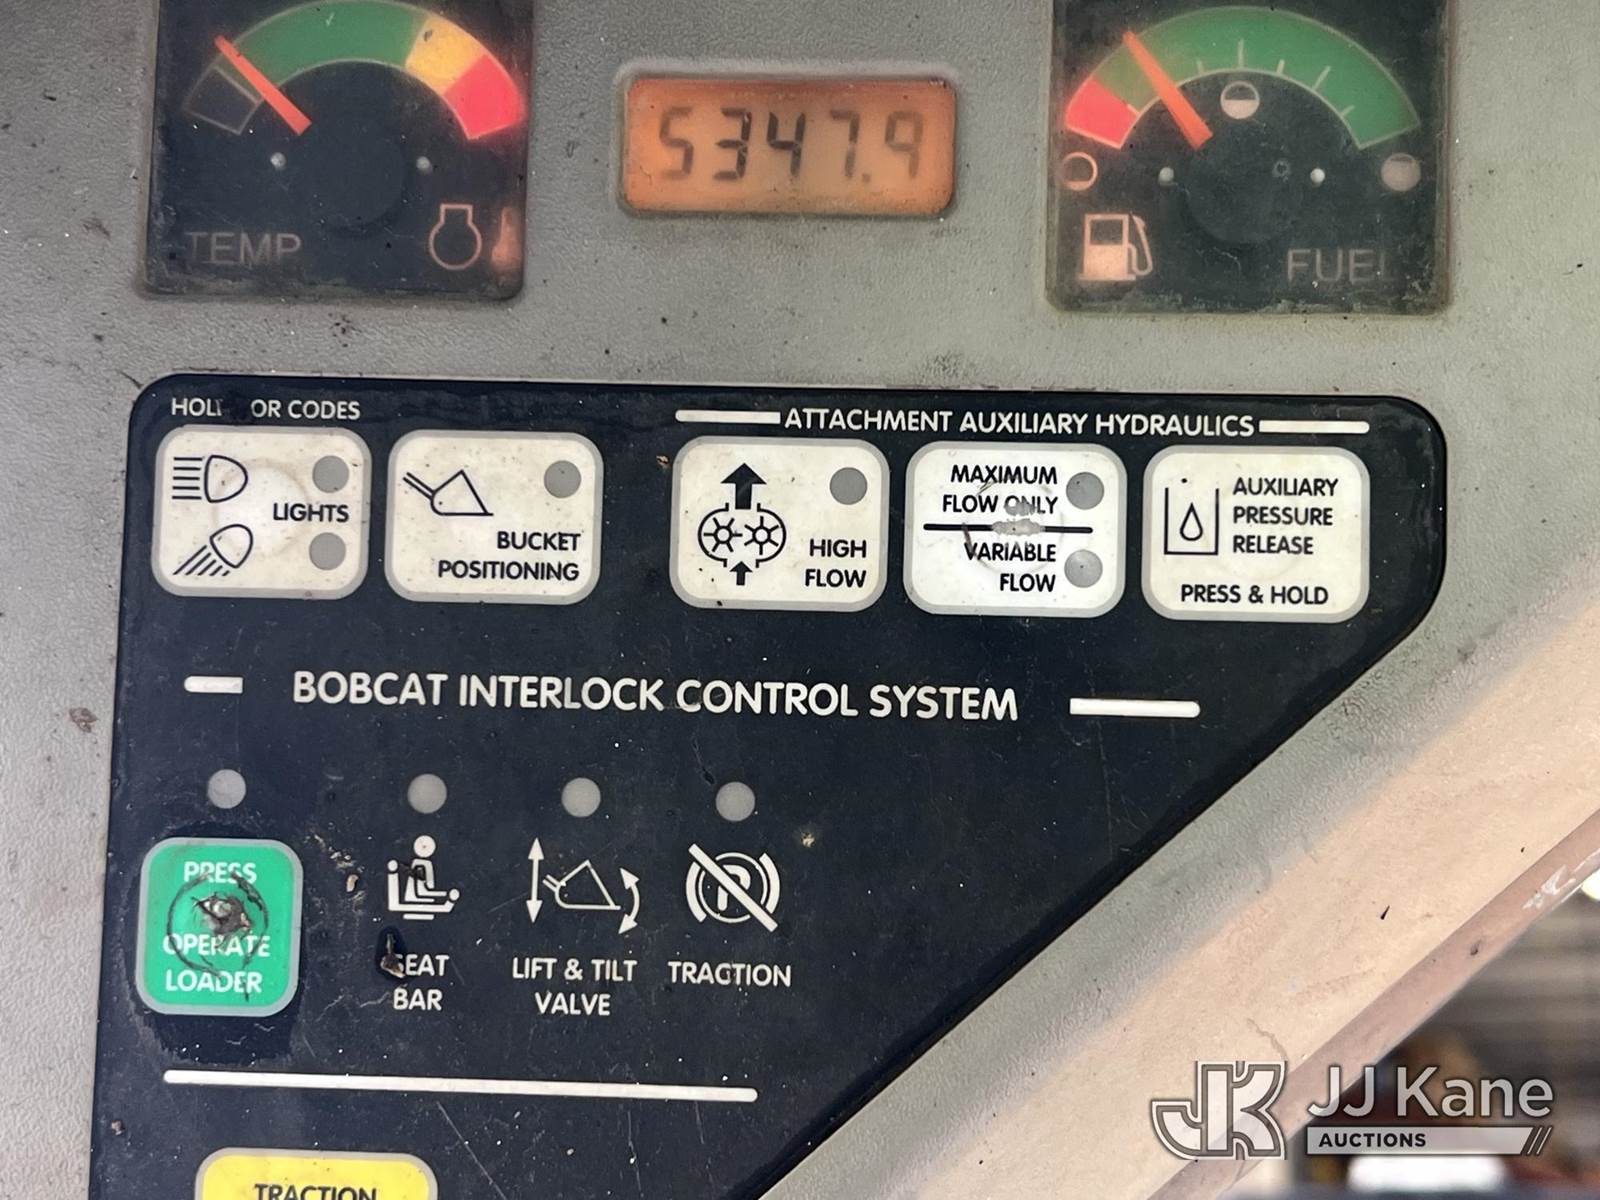 5347.9
TEMP
FUEL
OR CODES
ATTACHMENT AUXILIARY HYDRAULICS
LIGHTS
BUCKET
POSITIONING
HIGH
FLOW
MAXIMUM
FLOW ONLY
VARIABLE
FLOW
AUXILIARY
PRESSURE
RELEASE
PRESS & HOLD
BOBCAT INTERLOCK CONTROL SYSTEM
PRESS
OPERATE
LOADER
SEAT
BAR
LIFT & TILT
VALVE
TRACTION
TRACTION
JJ Kane
AUCTIONS